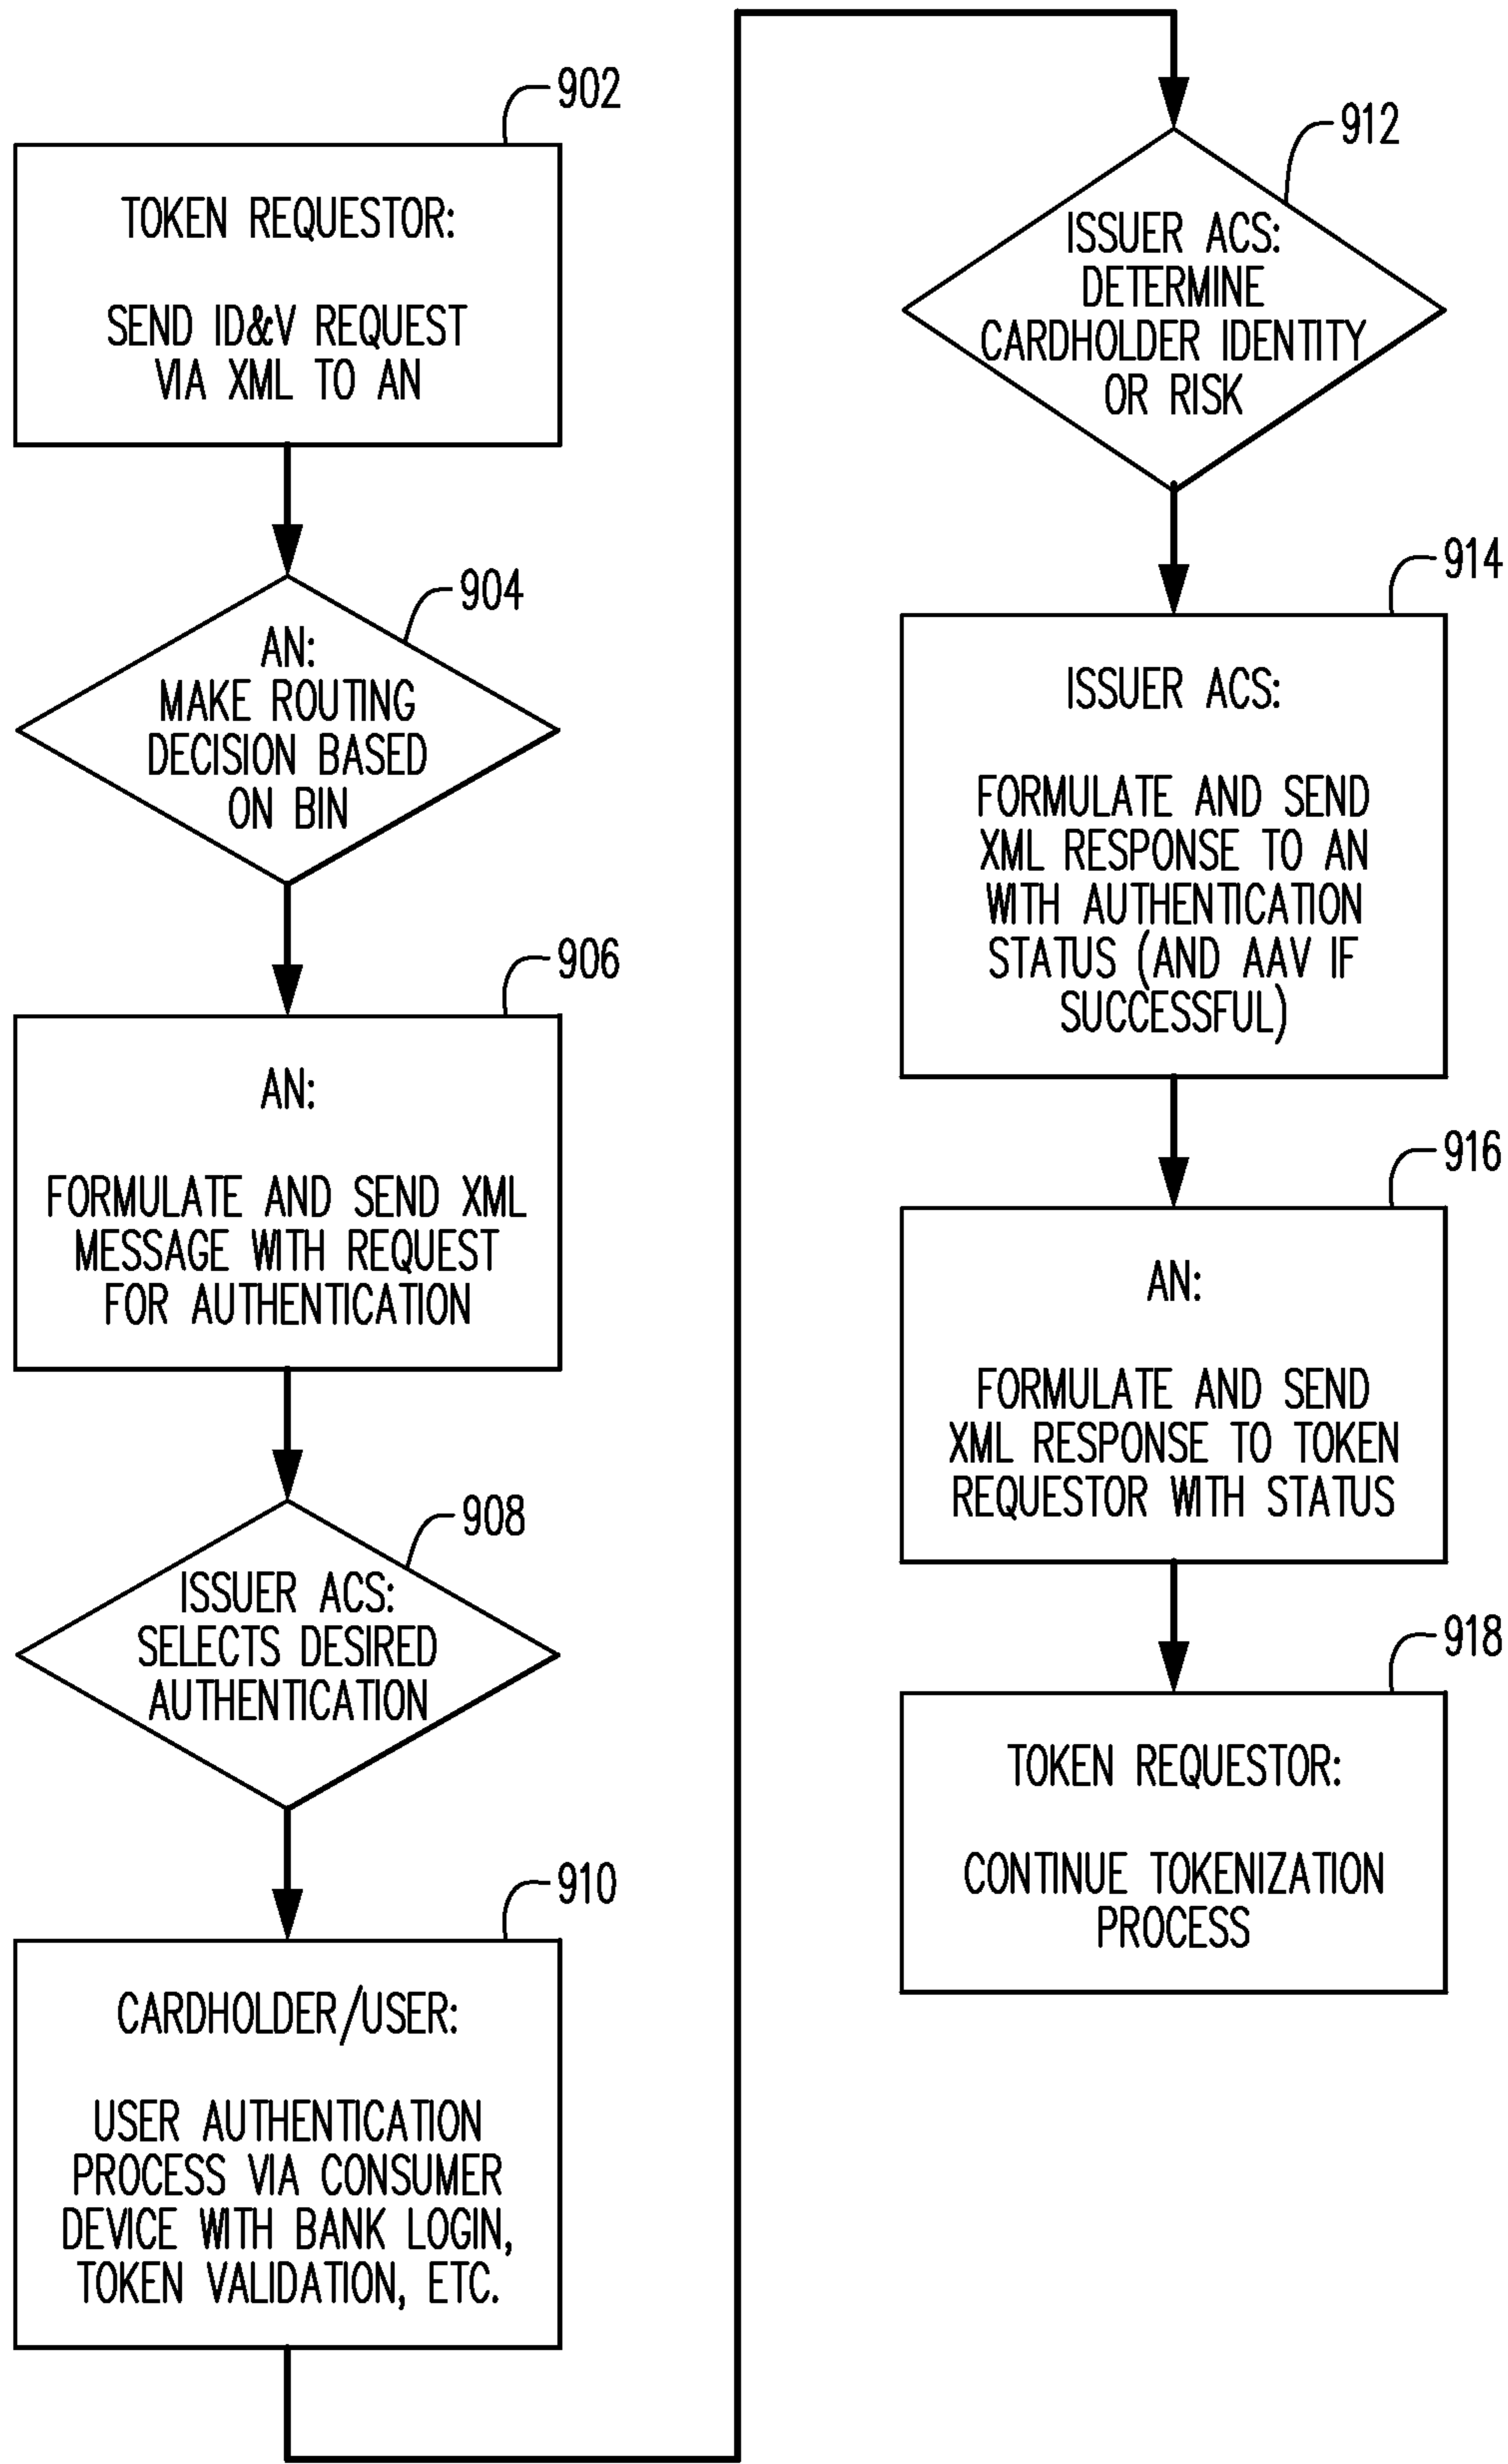 902
TOKEN REQUESTOR:
SEND ID&V REQUEST
VIA XML TO AN
904
AN:
MAKE ROUTING
DECISION BASED
ON BIN
906
AN:
FORMULATE AND SEND XML
MESSAGE WITH REQUEST
FOR AUTHENTICATION
908
ISSUER ACS:
SELECTS DESIRED
AUTHENTICATION
910
CARDHOLDER/USER:
USER AUTHENTICATION
PROCESS VIA CONSUMER
DEVICE WITH BANK LOGIN,
TOKEN VALIDATION, ETC.
912
ISSUER ACS:
DETERMINE
CARDHOLDER IDENTITY
OR RISK
914
ISSUER ACS:
FORMULATE AND SEND
XML RESPONSE TO AN
WITH AUTHENTICATION
STATUS (AND AAV IF
SUCCESSFUL)
916
AN:
FORMULATE AND SEND
XML RESPONSE TO TOKEN
REQUESTOR WITH STATUS
918
TOKEN REQUESTOR:
CONTINUE TOKENIZATION
PROCESS